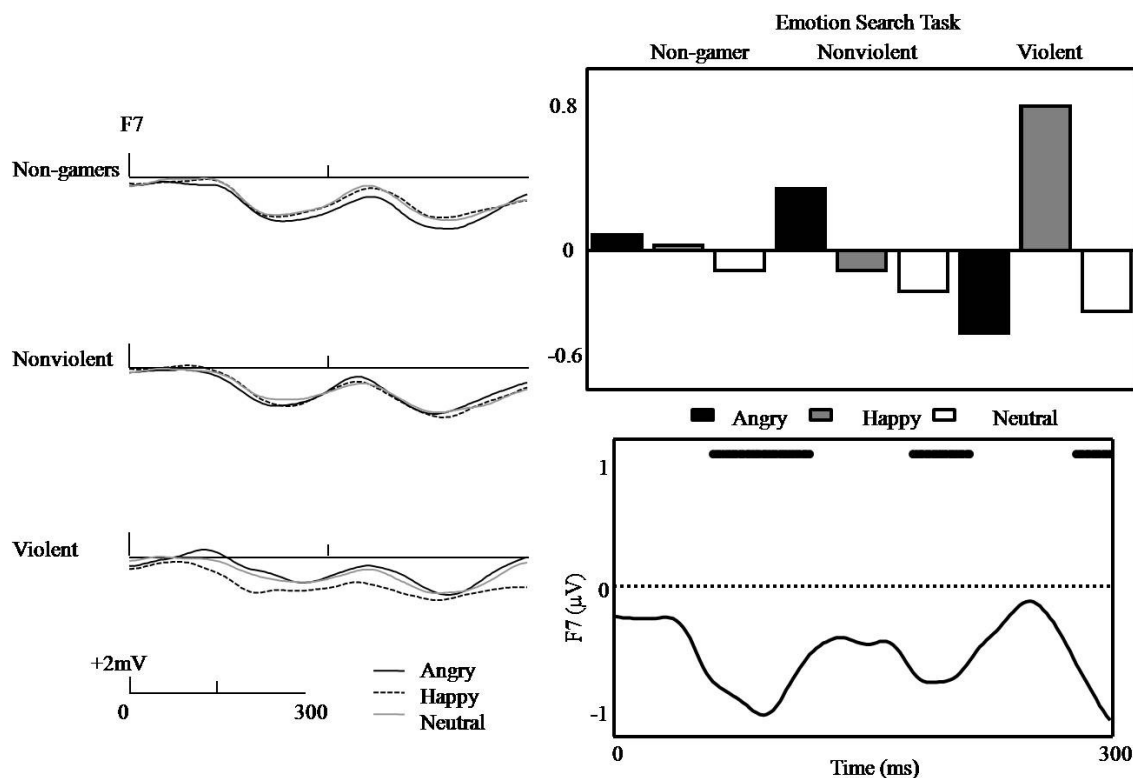 F7
Non-gamers
Nonviolent
Violent
+2mV
0 300
Angry
Happy
Neutral
Emotion Search Task
Non-gamer Nonviolent Violent
0.8
0
-0.6
Angry Happy Neutral
1
0
-1
F7 (μV)
0 300
Time (ms)